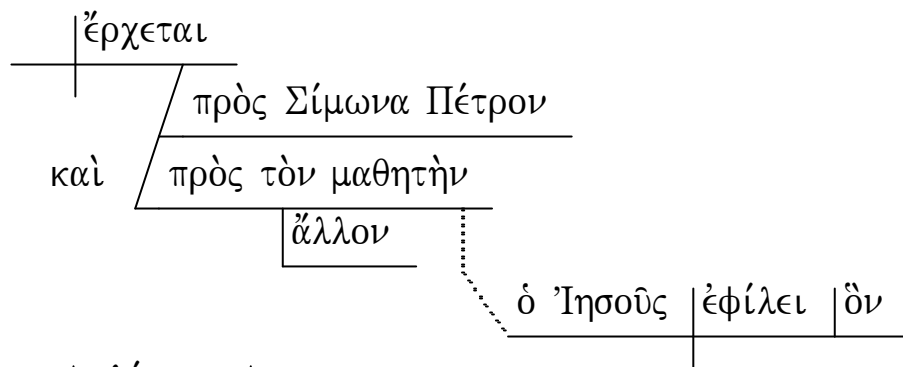 ἔρχεται
πρὸς Σίμωνα Πέτρον
καὶ πρὸς τὸν μαθητὴν
ἄλλον
ὁ Ἰησοῦς ἐφίλει ὃν